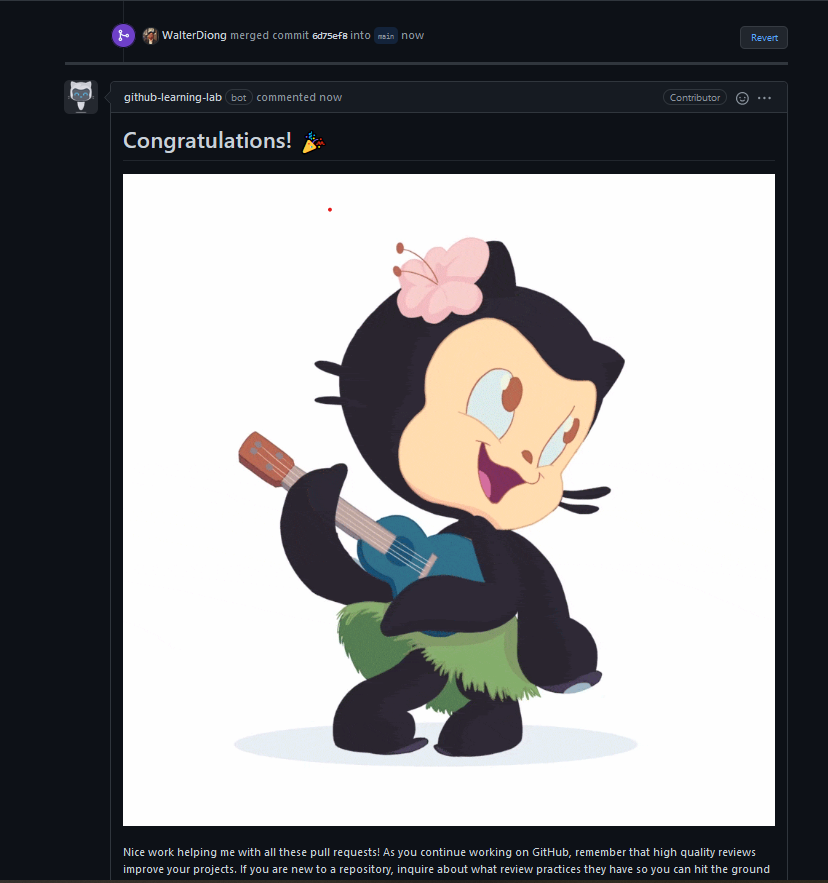 WalterDiong merged commit 6d75ef8 into main now
Revert
github-learning-lab bot commented now
Contributor
Congratulations! 🎉
Nice work helping me with all these pull requests! As you continue working on GitHub, remember that high quality reviews
improve your projects. If you are new to a repository, inquire about what review practices they have so you can hit the ground